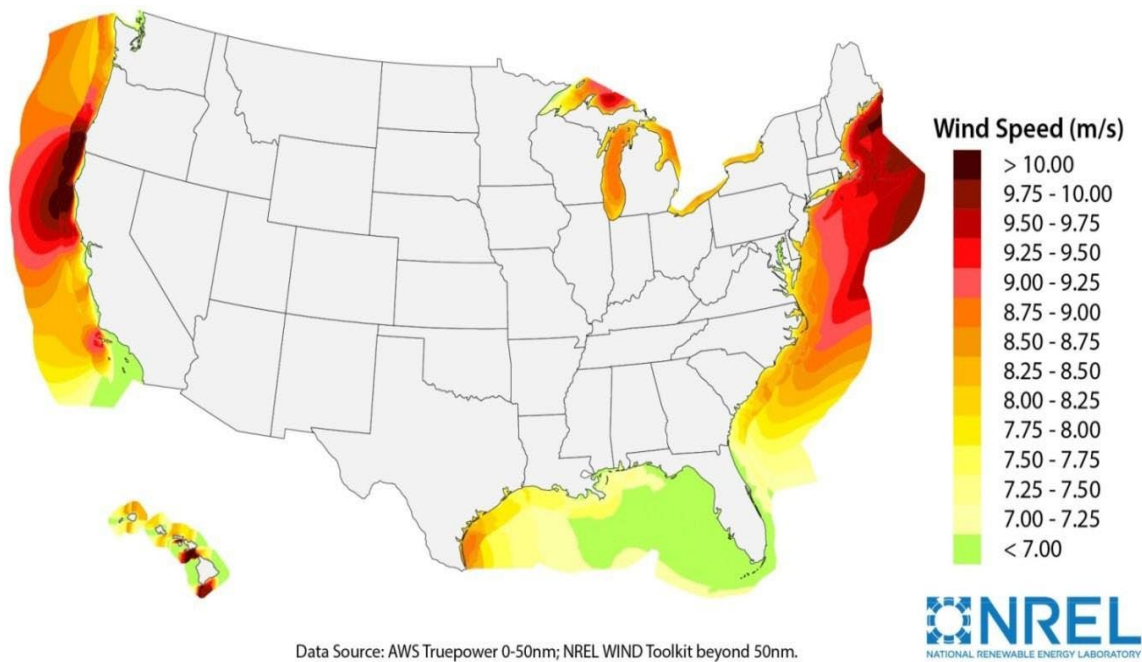 Wind Speed (m/s)
> 10.00
9.75 - 10.00
9.50 - 9.75
9.25 - 9.50
9.00 - 9.25
8.75 - 9.00
8.50 - 8.75
8.25 - 8.50
8.00 - 8.25
7.75 - 8.00
7.50 - 7.75
7.25 - 7.50
7.00 - 7.25
< 7.00
Data Source: AWS Truepower 0-50nm; NREL WIND Toolkit beyond 50nm.
NREL
NATIONAL RENEWABLE ENERGY LABORATORY